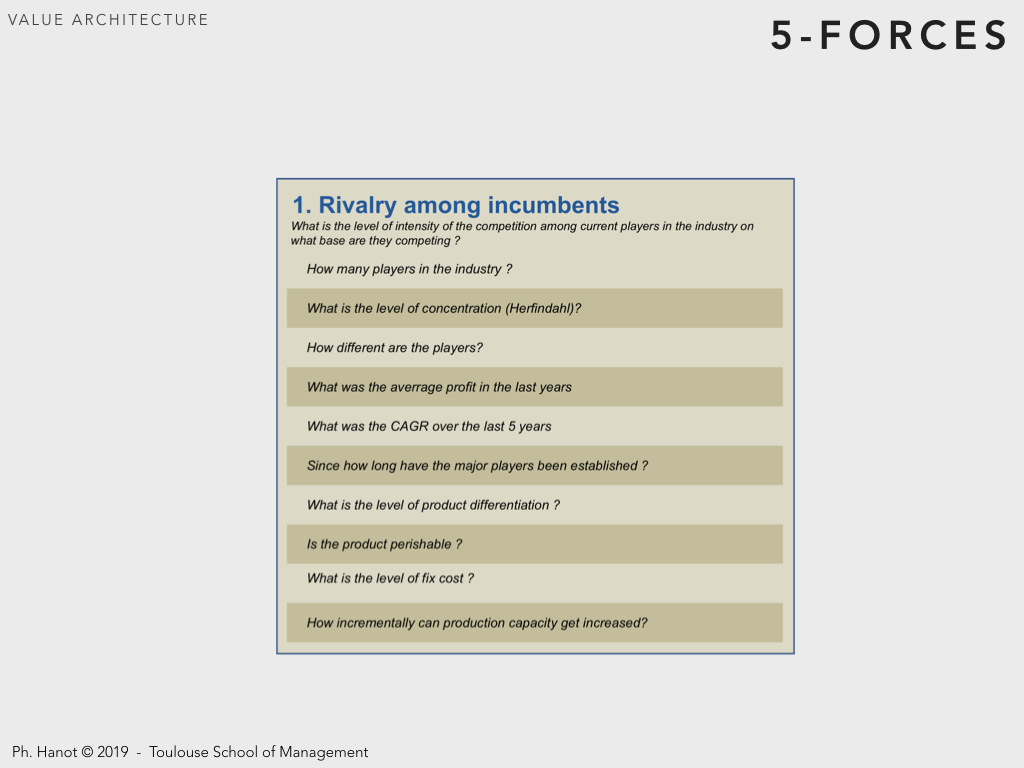 VALUE ARCHITECTURE
5-FORCES
1. Rivalry among incumbents
What is the level of intensity of the competition among current players in the industry on
what base are they competing ?
How many players in the industry ?
What is the level of concentration (Herfindahl)?
How different are the players?
What was the averrage profit in the last years
What was the CAGR over the last 5 years
Since how long have the major players been established ?
What is the level of product differentiation ?
Is the product perishable ?
What is the level of fix cost ?
How incrementally can production capacity get increased?
Ph. Hanot © 2019 - Toulouse School of Management